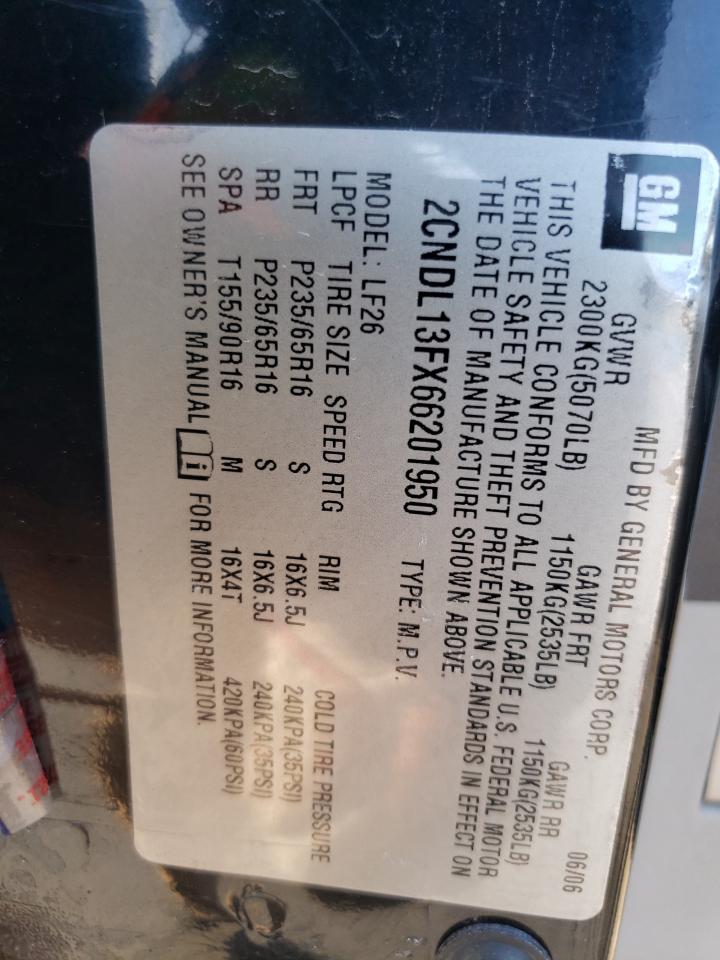 GM
MFD BY GENERAL MOTORS CORP. 06/06
GVWR GAWR FRT GAWR RR
2300KG(5070LB) 1150KG(2535LB) 1150KG(2535LB)
THIS VEHICLE CONFORMS TO ALL APPLICABLE U.S. FEDERAL MOTOR
VEHICLE SAFETY AND THEFT PREVENTION STANDARDS IN EFFECT ON
THE DATE OF MANUFACTURE SHOWN ABOVE.
2CNDL13FX66201950 TYPE: M.P.V.
MODEL: LF26
LPCF TIRE SIZE SPEED RTG RIM COLD TIRE PRESSURE
FRT P235/65R16 S 16X6.5J 240KPA(35PSI)
RR P235/65R16 S 16X6.5J 240KPA(35PSI)
SPA T155/90R16 M 16X4T 420KPA(60PSI)
SEE OWNER'S MANUAL FOR MORE INFORMATION.